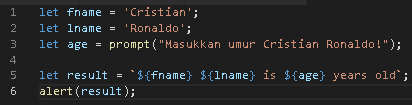 1 let fname = 'Cristian';
2 let lname = 'Ronaldo';
3 let age = prompt("Masukkan umur Cristian Ronaldo!");
4
5 let result = `${fname} ${lname} is ${age} years old`;
6 alert(result);